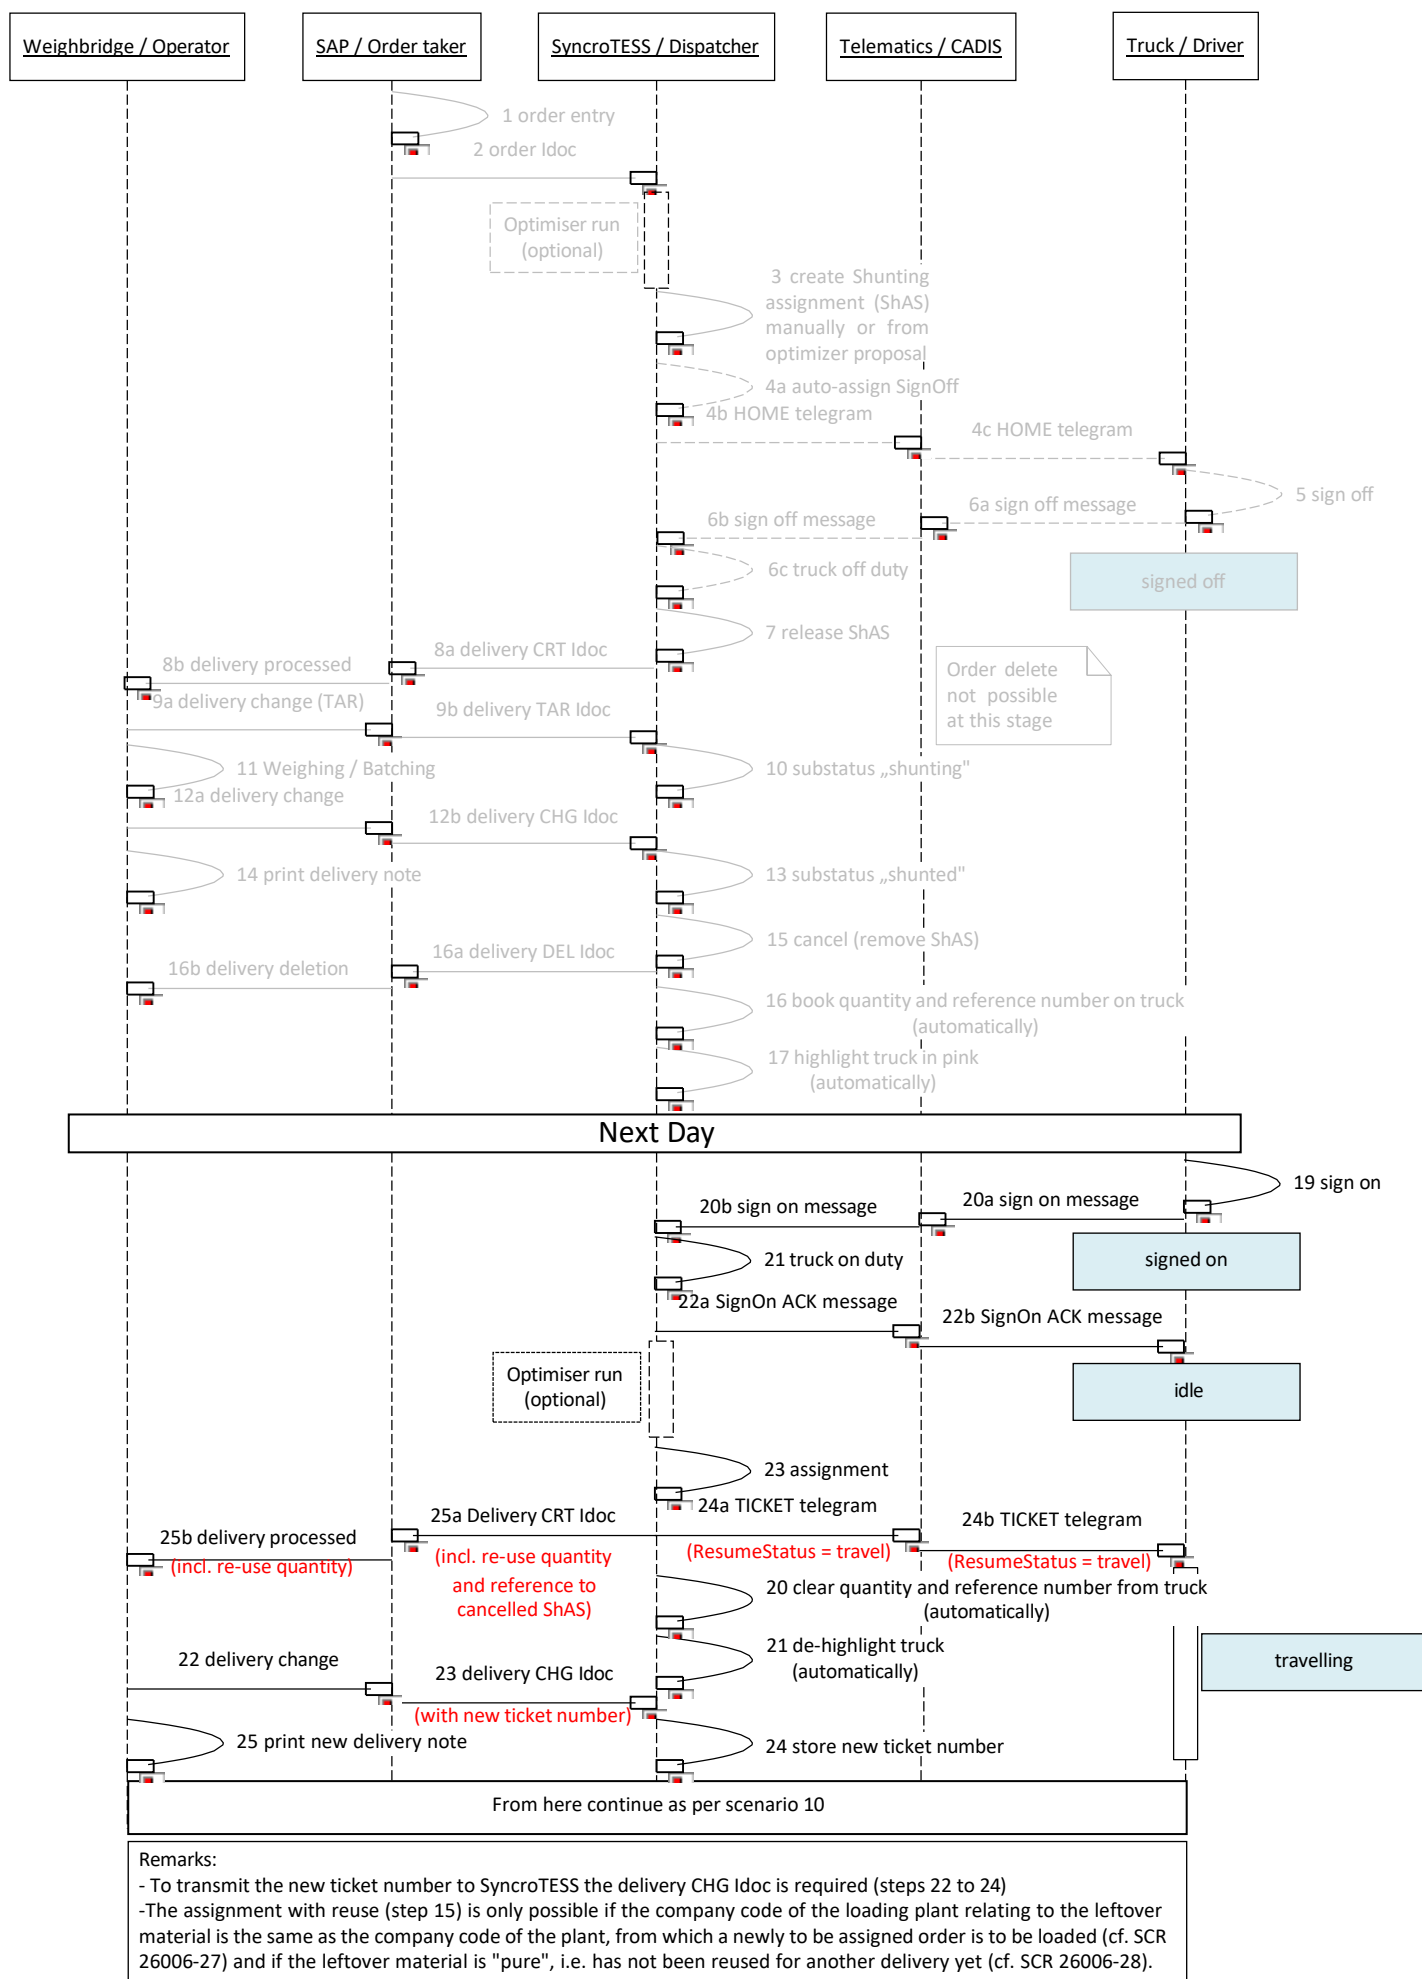 Weighbridge / Operator
SAP / Order taker
SyncroTESS / Dispatcher
Telematics / CADIS
Truck / Driver
1 order entry
2 order Idoc
Optimiser run
(optional)
3 create Shunting
assignment (ShAS)
manually or from
optimizer proposal
4a auto-assign SignOff
4b HOME telegram
4c HOME telegram
5 sign off
6a sign off message
6b sign off message
6c truck off duty
signed off
7 release ShAS
8a delivery CRT Idoc
8b delivery processed
Order delete
not possible
at this stage
9a delivery change (TAR)
9b delivery TAR Idoc
11 Weighing / Batching
10 substatus „shunting"
12a delivery change
12b delivery CHG Idoc
14 print delivery note
13 substatus „shunted"
15 cancel (remove ShAS)
16a delivery DEL Idoc
16b delivery deletion
16 book quantity and reference number on truck
(automatically)
17 highlight truck in pink
(automatically)
Next Day
19 sign on
20a sign on message
20b sign on message
21 truck on duty
signed on
22a SignOn ACK message
22b SignOn ACK message
Optimiser run
(optional)
idle
23 assignment
24a TICKET telegram
25a Delivery CRT Idoc
24b TICKET telegram
25b delivery processed
(incl. re-use quantity)
(incl. re-use quantity
and reference to
cancelled ShAS)
(ResumeStatus = travel)
(ResumeStatus = travel)
20 clear quantity and reference number from truck
(automatically)
21 de-highlight truck
(automatically)
travelling
22 delivery change
23 delivery CHG Idoc
(with new ticket number)
25 print new delivery note
24 store new ticket number
From here continue as per scenario 10
Remarks:
- To transmit the new ticket number to SyncroTESS the delivery CHG Idoc is required (steps 22 to 24)
-The assignment with reuse (step 15) is only possible if the company code of the loading plant relating to the leftover
material is the same as the company code of the plant, from which a newly to be assigned order is to be loaded (cf. SCR
26006-27) and if the leftover material is "pure", i.e. has not been reused for another delivery yet (cf. SCR 26006-28).